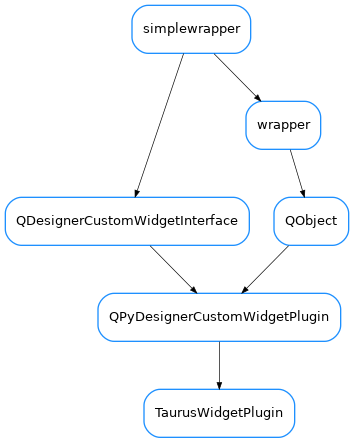 simplewrapper
wrapper
QDesignerCustomWidgetInterface
QObject
QPyDesignerCustomWidgetPlugin
TaurusWidgetPlugin